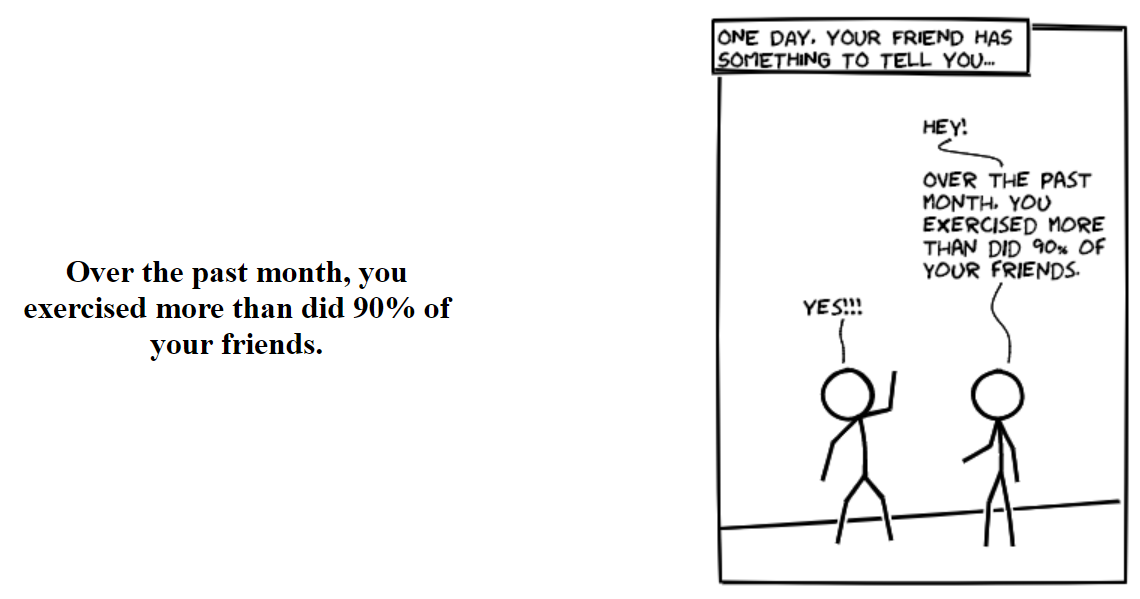 Over the past month, you
exercised more than did 90% of
your friends.
ONE DAY, YOUR FRIEND HAS
SOMETHING TO TELL YOU...
HEY!
OVER THE PAST
MONTH, YOU
EXERCISED MORE
THAN DID 90% OF
YOUR FRIENDS.
YES!!!